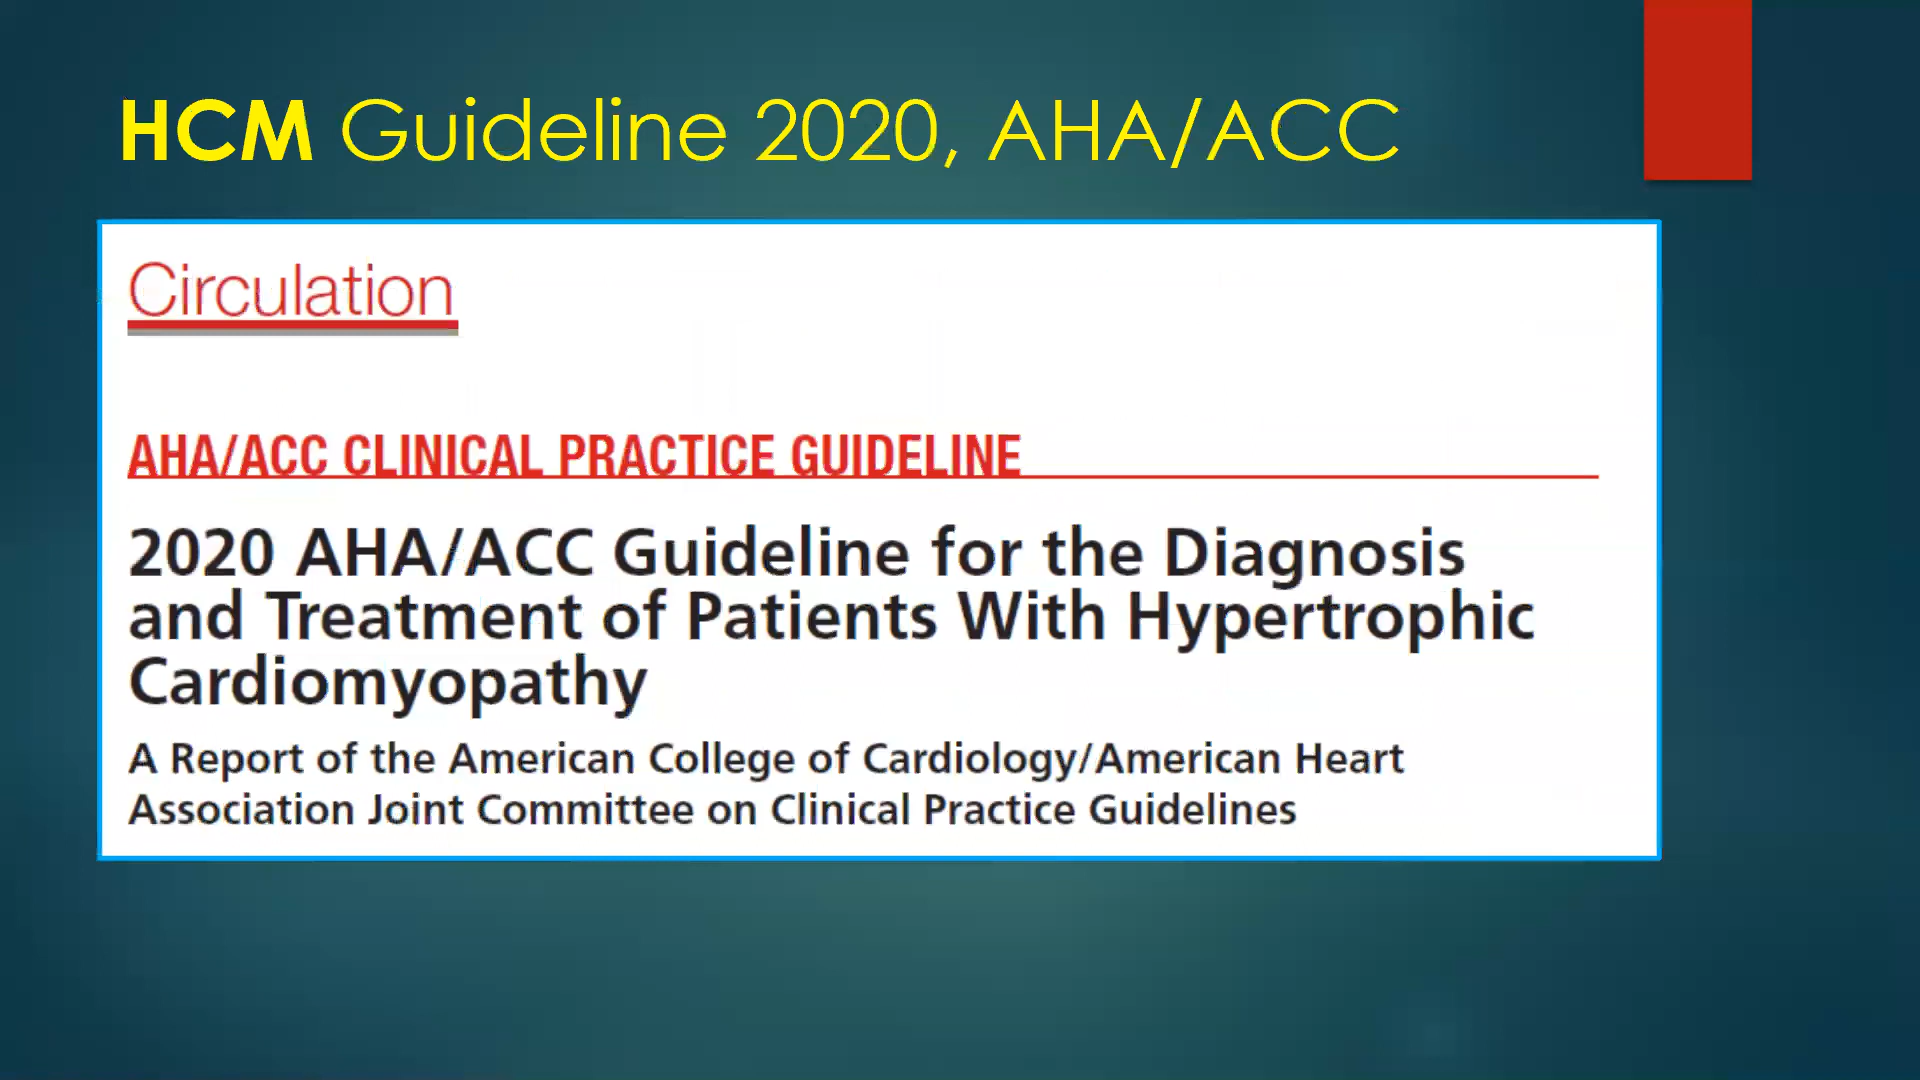 HCM Guideline 2020, AHA/ACC
Circulation
AHA/ACC CLINICAL PRACTICE GUIDELINE
2020 AHA/ACC Guideline for the Diagnosis
and Treatment of Patients With Hypertrophic
Cardiomyopathy
A Report of the American College of Cardiology/American Heart
Association Joint Committee on Clinical Practice Guidelines